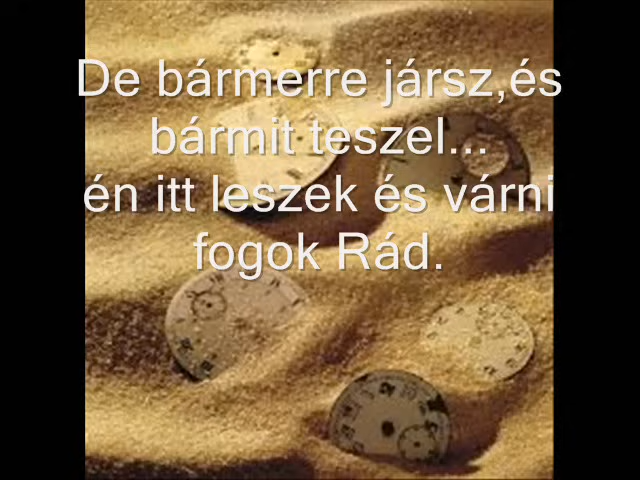 De bármerre jársz,és
bármit teszel...
én itt leszek és várni
fogok Rád.